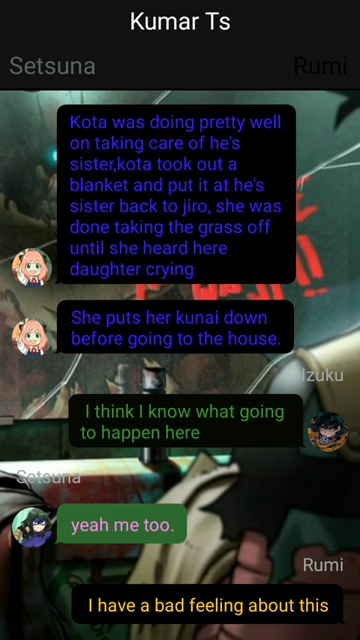 Kumar Ts
Setsuna
Rumi
Kota was doing pretty well
on taking care of he's
sister,kota took out a
blanket and put it at he's
sister back to jiro, she was
done taking the grass off
until she heard here
daughter crying
She puts her kunai down
before going to the house.
Izuku
I think I know what going
to happen here
Setsuna
yeah me too.
Rumi
I have a bad feeling about this